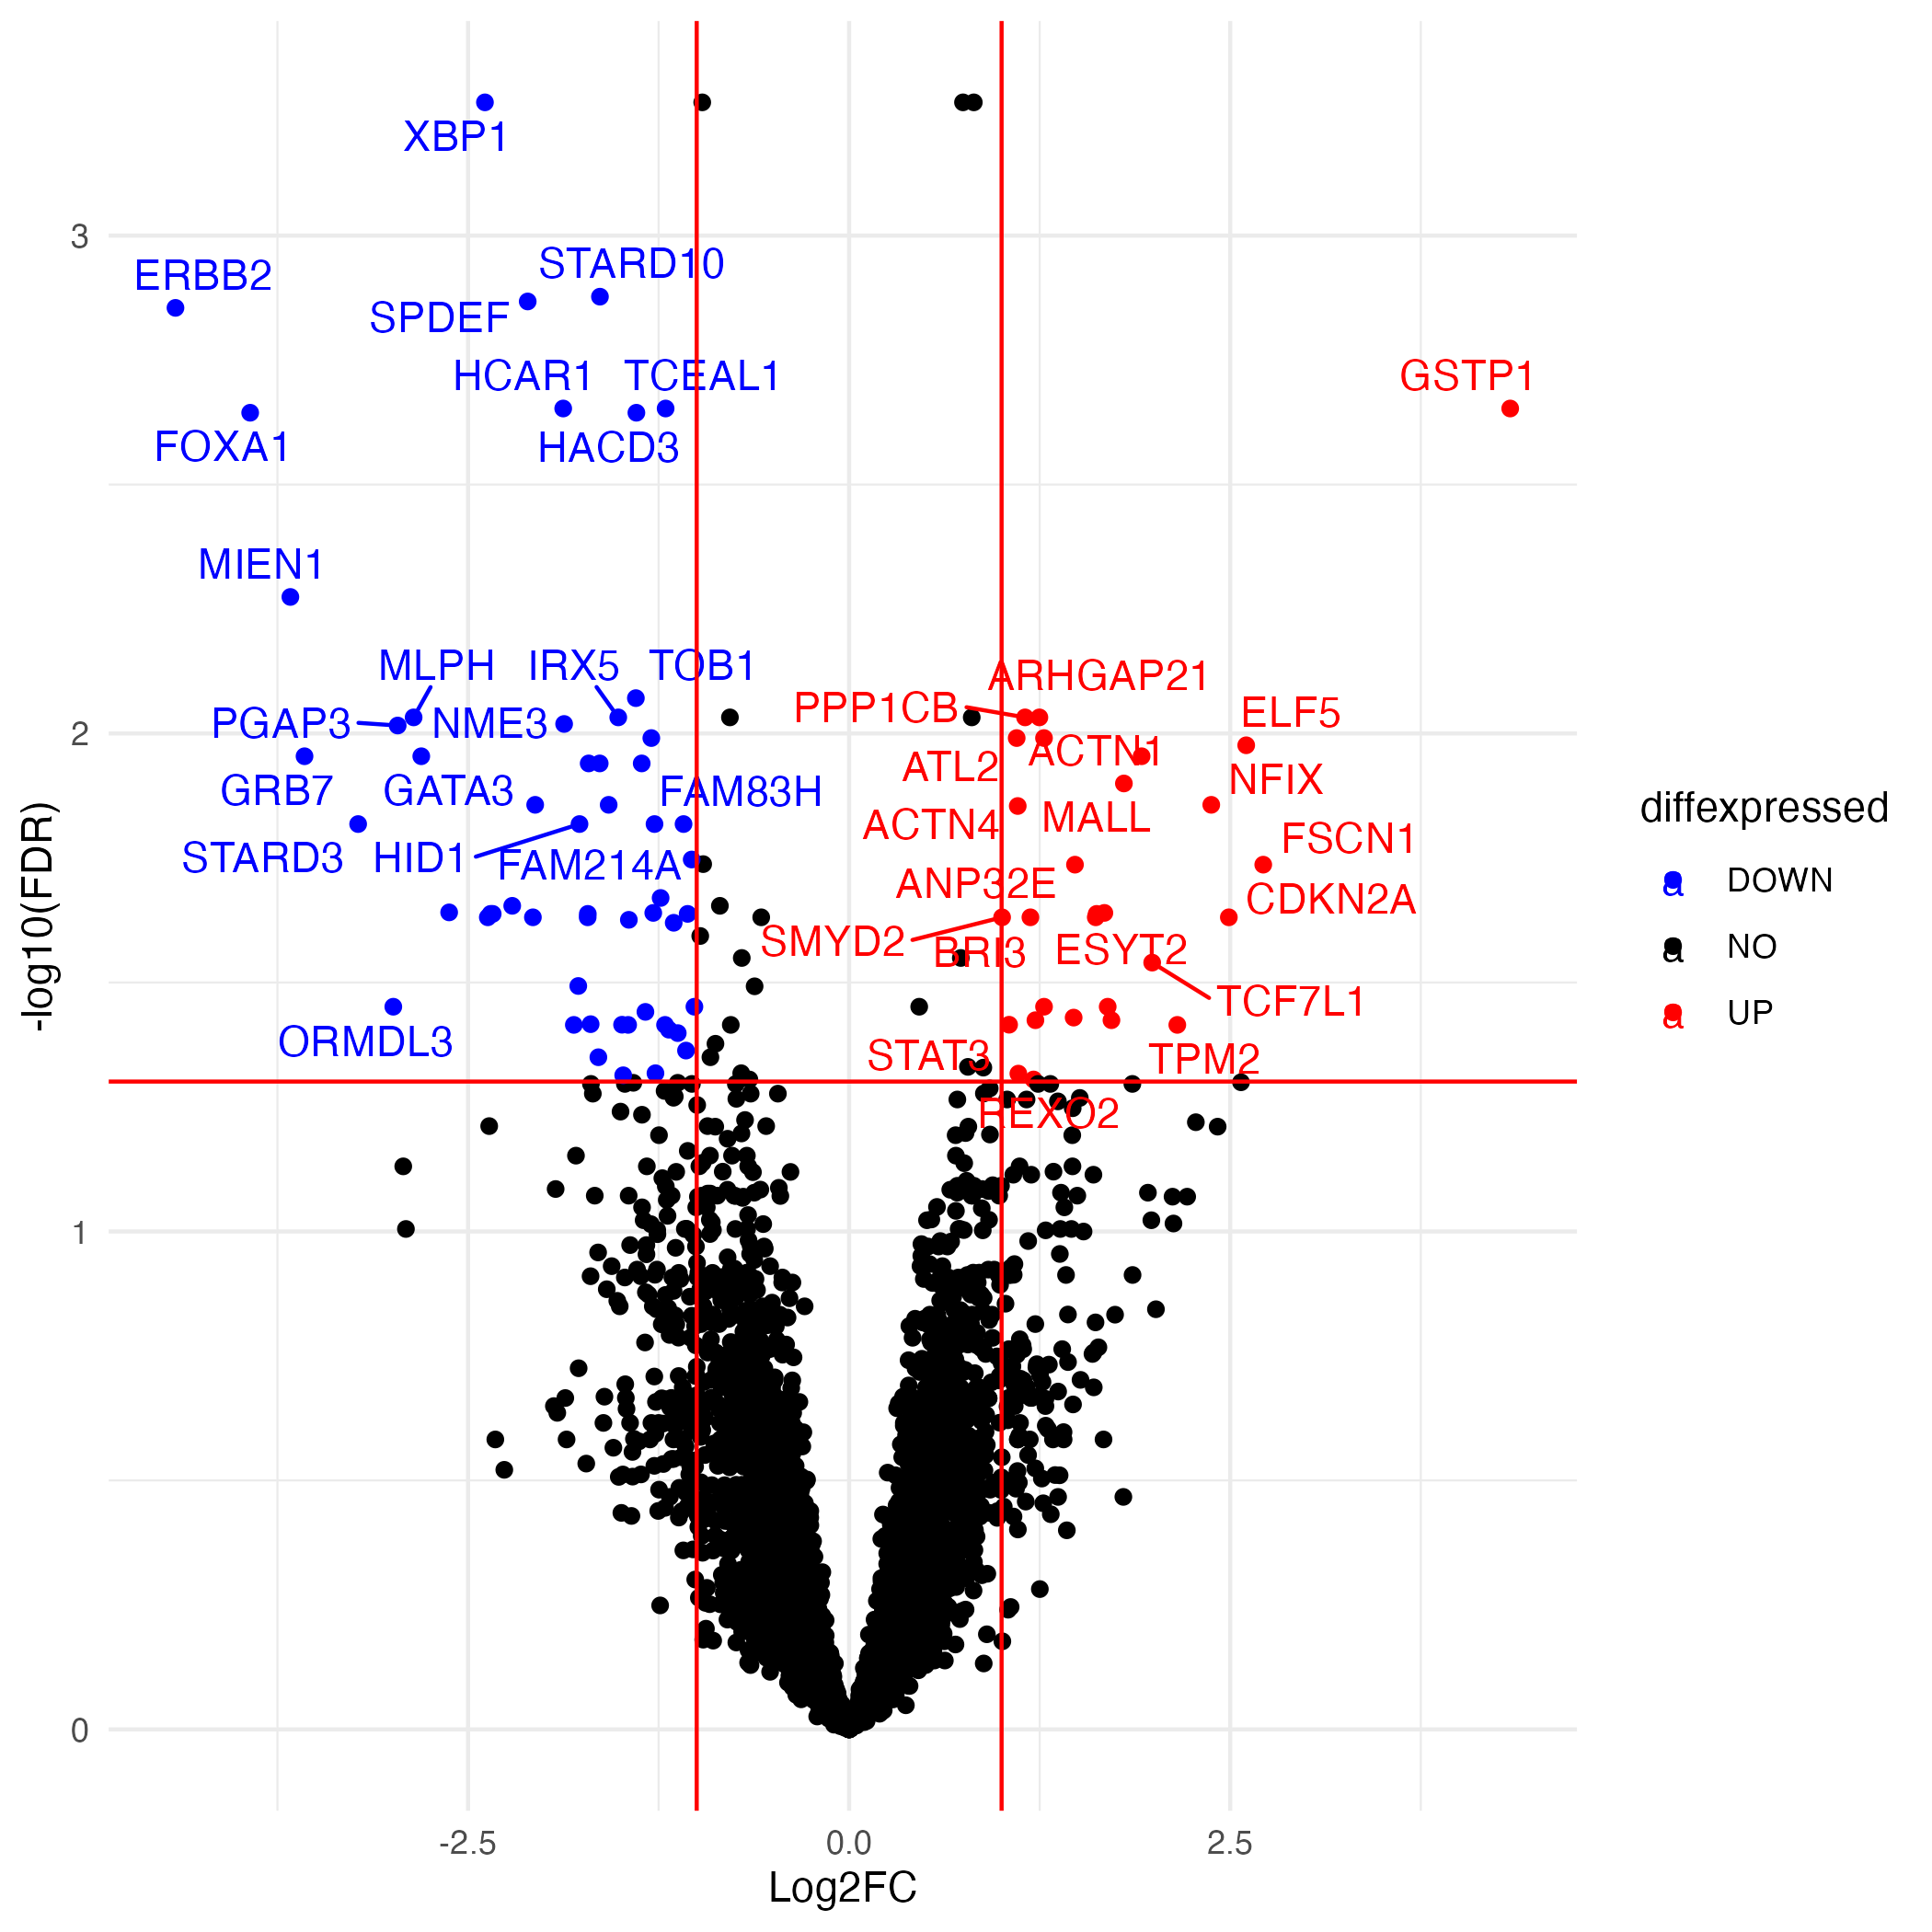 XBP1
3
STARD10
ERBB2
SPDEF
HCAR1
TCEAL1
GSTP1
FOXA1
HACD3
MIEN1
MLPH
IRX5
TOB1
ARHGAP21
PPP1CB
ELF5
PGAP3
NME3
2
ATL2
ACTN1
NFIX
GRB7
GATA3
FAM83H
ACTN4
MALL
FSCN1
STARD3
HID1
FAM214A
ANP32E
CDKN2A
SMYD2
BRI3
ESYT2
TCF7L1
ORMDL3
STAT3
TPM2
REXO2
1
0
-log10(FDR)
-2.5
0.0
2.5
Log2FC
diffexpressed
a DOWN
a NO
a UP